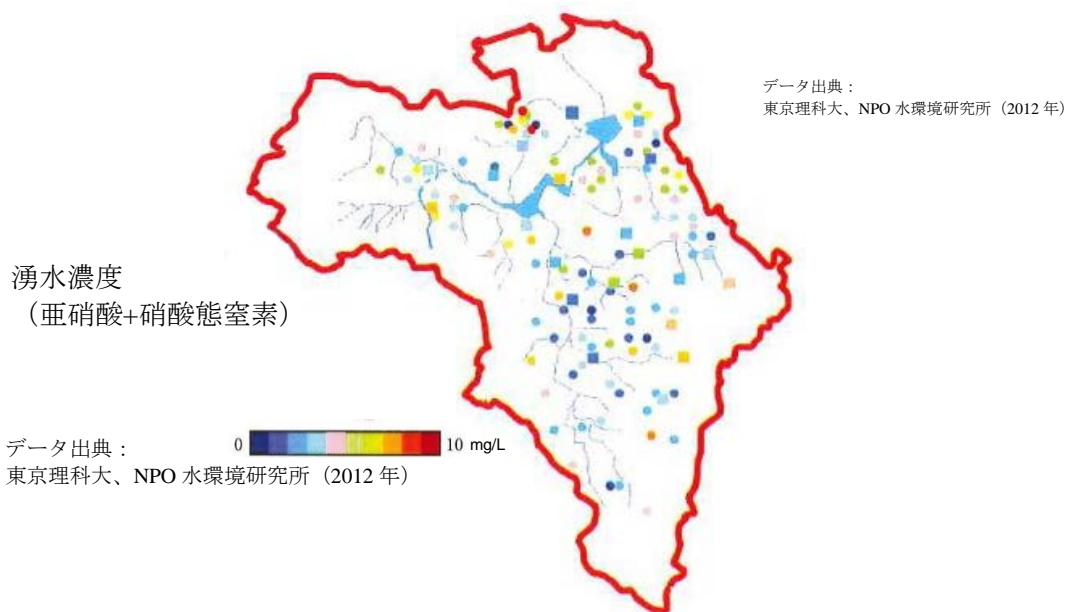 データ出典：
東京理科大、NPO 水環境研究所（2012 年）
湧水濃度
（亜硝酸+硝酸態窒素）
0 10 mg/L
データ出典：
東京理科大、NPO 水環境研究所（2012 年）